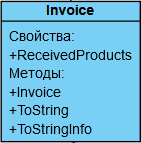 Invoice
Свойства:
+ReceivedProducts
Методы:
+Invoice
+ToString
+ToStringInfo